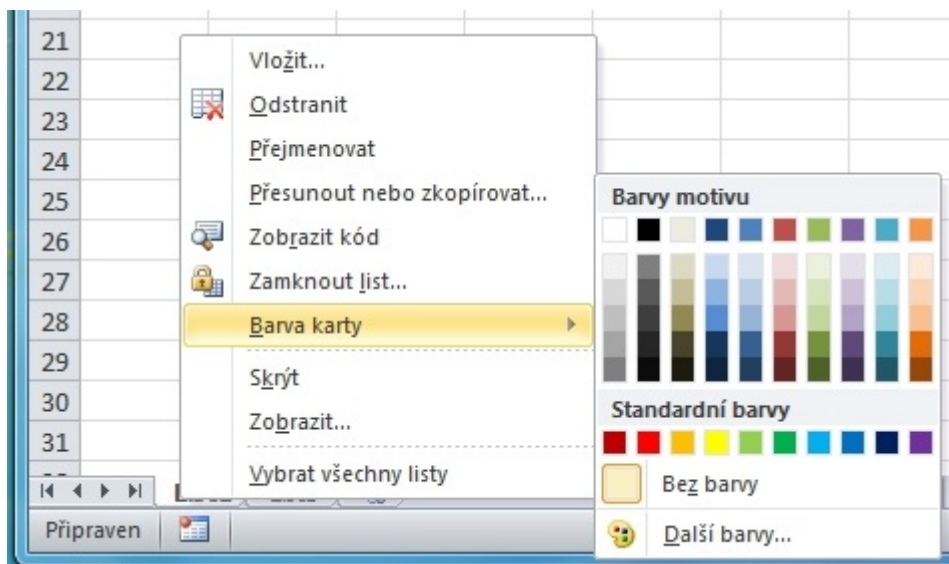 21
22
23
24
25
26
27
28
29
30
31
Vložit...
Odstranit
Přejmenovat
Přesunout nebo zkopírovat...
Zobrazit kód
Zamknout list...
Barva karty
Skrýt
Zobrazit...
Vybrat všechny listy
Barvy motivu
Standardní barvy
Bez barvy
Další barvy...
Připraven